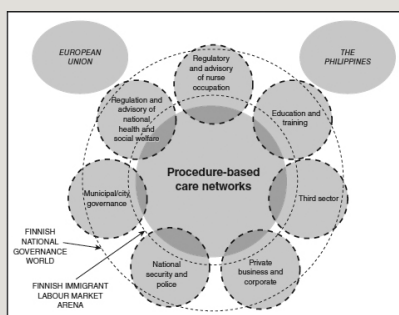 EUROPEAN
UNION
THE
PHILIPPINES
Regulatory
and advisory
of nurse
occupation
Regulation and
advisory of
national,
health and
social welfare
Education and
training
Procedure-based
care networks
Municipal/city
governance
Third sector
FINNISH
NATIONAL
GOVERNANCE
WORLD
National
security and
police
Private
business and
corporate
FINNISH IMMIGRANT
LABOUR MARKET
ARENA